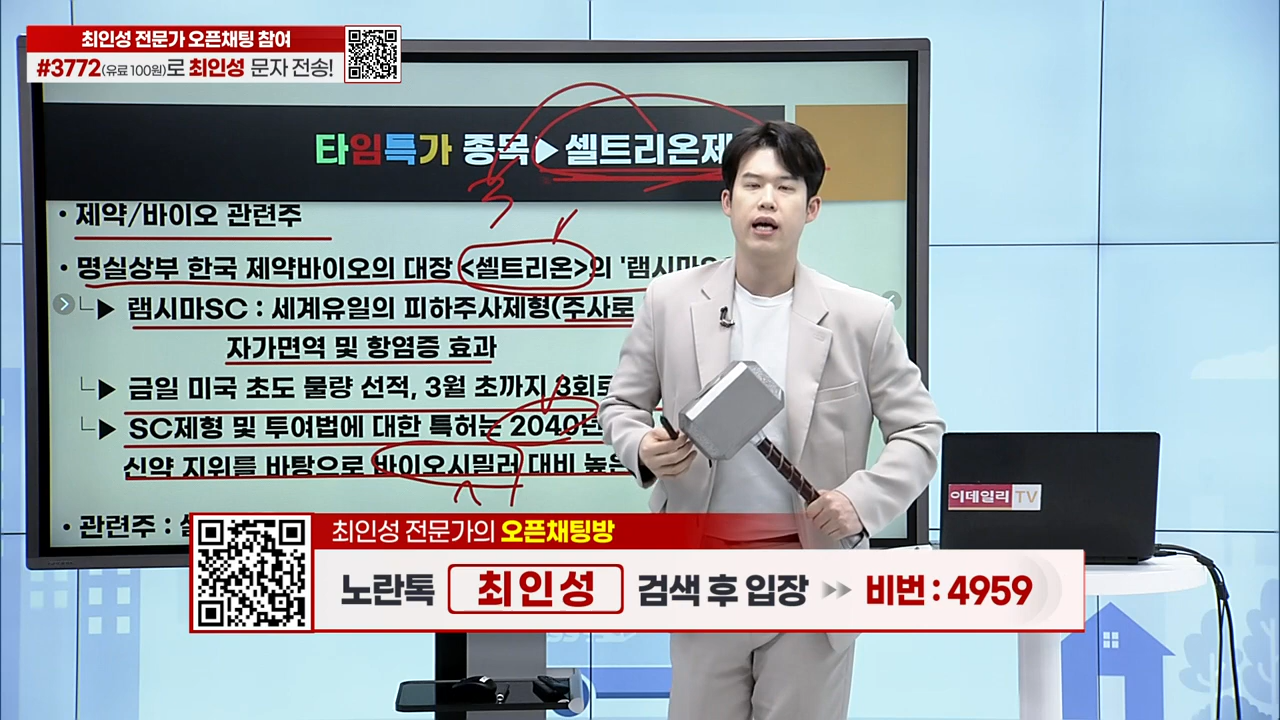 최인성 전문가 오픈채팅 참여
#3772(유료 100원)로 최인성 문자 전송!
타임특가 종목▶셀트리온제
• 제약/바이오 관련주
• 명실상부 한국 제약바이오의 대장 <셀트리온>의 '램시마
└▶ 램시마SC : 세계유일의 피하주사제형(주사로
자가면역 및 항염증 효과
└▶ 금일 미국 초도 물량 선적, 3월 초까지 3회로
└▶ SC제형 및 투여법에 대한 특허는 2040년
신약 지위를 바탕으로 바이오시밀러 대비 높은
• 관련주 :
이데일리TV
최인성 전문가의 오픈채팅방
노란톡 최인성 검색 후 입장 비번 : 4959